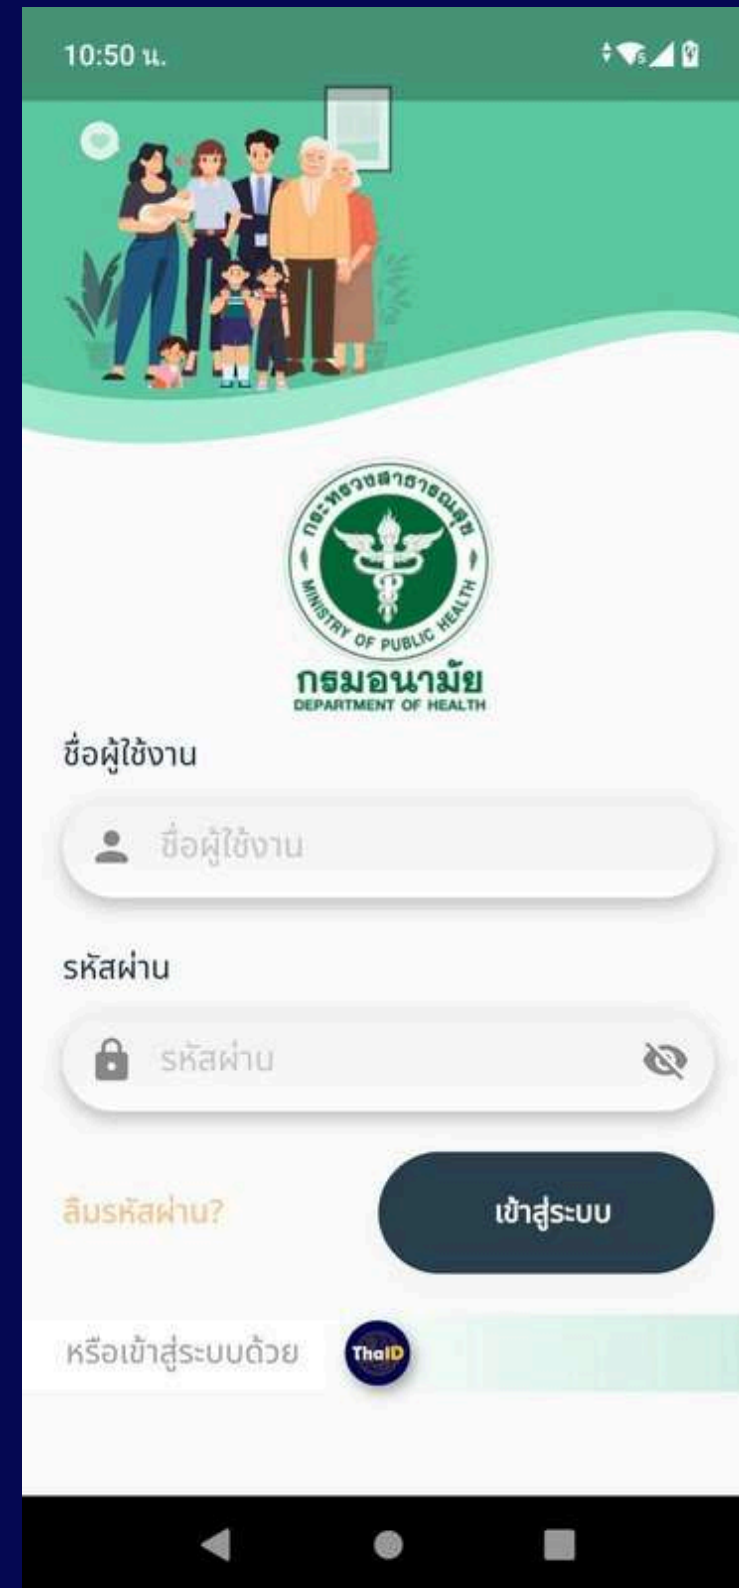 10:50 น.
กระทรวงสาธารณสุข
MINISTRY OF PUBLIC HEALTH
กรมอนามัย
DEPARTMENT OF HEALTH
ชื่อผู้ใช้งาน
ชื่อผู้ใช้งาน
รหัสผ่าน
รหัสผ่าน
ลืมรหัสผ่าน?
เข้าสู่ระบบ
หรือเข้าสู่ระบบด้วย
ThaID